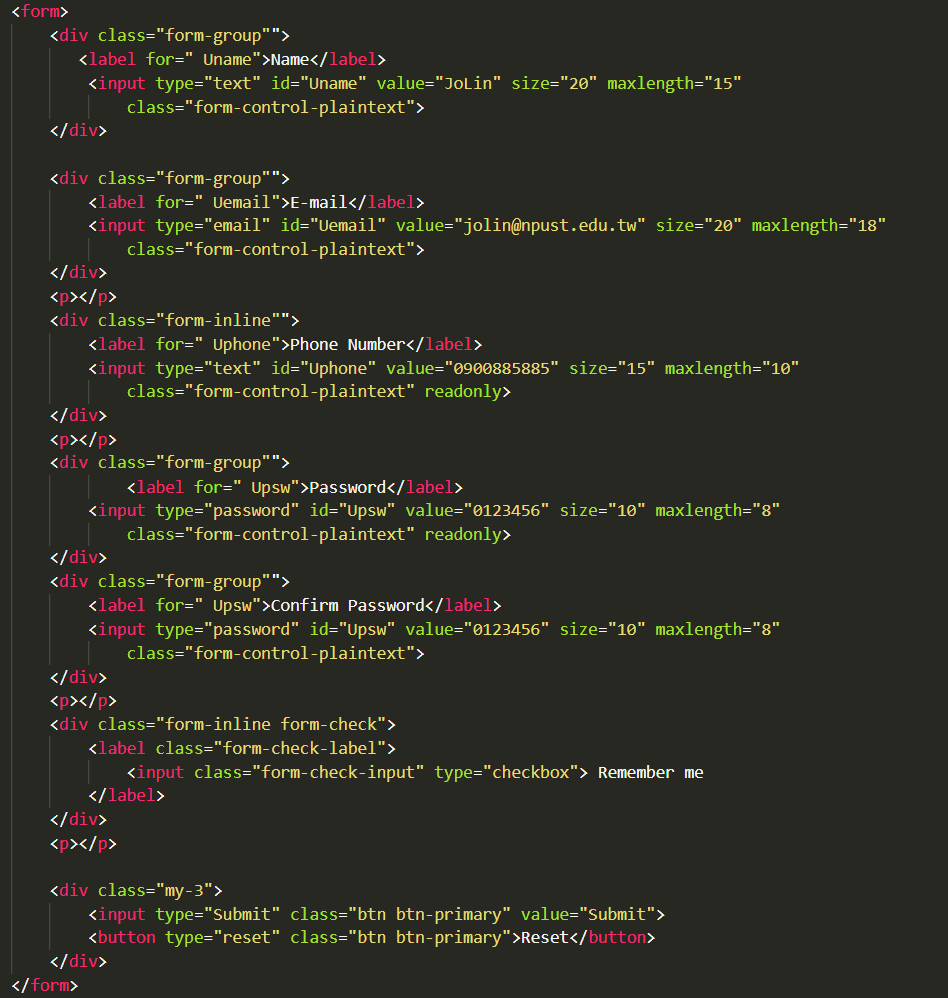 <form>
<div class="form-group"">
<label for=" Uname">Name</label>
<input type="text" id="Uname" value="JoLin" size="20" maxlength="15"
class="form-control-plaintext">
</div>
<div class="form-group"">
<label for=" Uemail">E-mail</label>
<input type="email" id="Uemail" value="jolin@npust.edu.tw" size="20" maxlength="18"
class="form-control-plaintext">
</div>
<p></p>
<div class="form-inline"">
<label for=" Uphone">Phone Number</label>
<input type="text" id="Uphone" value="0900885885" size="15" maxlength="10"
class="form-control-plaintext" readonly>
</div>
<p></p>
<div class="form-group"">
<label for=" Upsw">Password</label>
<input type="password" id="Upsw" value="0123456" size="10" maxlength="8"
class="form-control-plaintext" readonly>
</div>
<div class="form-group"">
<label for=" Upsw">Confirm Password</label>
<input type="password" id="Upsw" value="0123456" size="10" maxlength="8"
class="form-control-plaintext">
</div>
<p></p>
<div class="form-inline form-check">
<label class="form-check-label">
<input class="form-check-input" type="checkbox"> Remember me
</label>
</div>
<p></p>
<div class="my-3">
<input type="Submit" class="btn btn-primary" value="Submit">
<button type="reset" class="btn btn-primary">Reset</button>
</div>
</form>